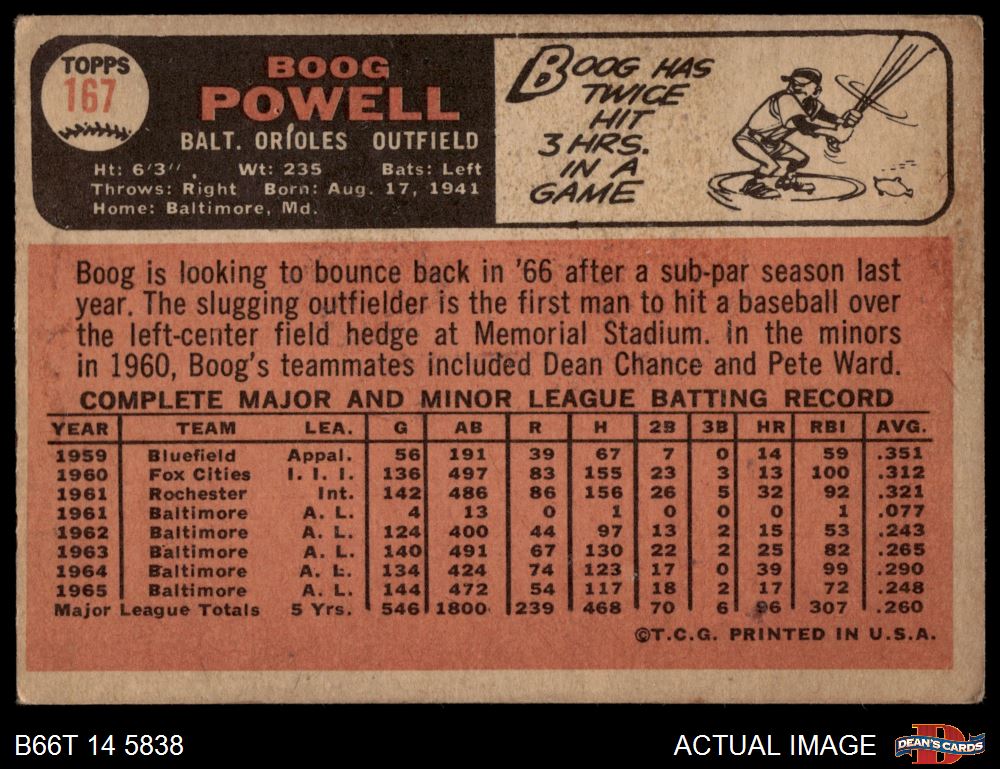 TOPPS
167
BOOG
POWELL
BALT. ORIOLES OUTFIELD
Ht: 6'3" Wt: 235 Bats: Left
Throws: Right Born: Aug. 17, 1941
Home: Baltimore, Md.
BOOG HAS
TWICE
HIT
3 HRS.
IN A
GAME
Boog is looking to bounce back in '66 after a sub-par season last
year. The slugging outfielder is the first man to hit a baseball over
the left-center field hedge at Memorial Stadium. In the minors
in 1960, Boog's teammates included Dean Chance and Pete Ward.
COMPLETE MAJOR AND MINOR LEAGUE BATTING RECORD
YEAR TEAM LEA. G AB R H 2B 3B HR RBI AVG.
1959 Bluefield Appal. 56 191 39 67 7 0 14 59 .351
1960 Fox Cities I. I. I. 136 497 83 155 23 3 13 100 .312
1961 Rochester Int. 142 486 86 156 26 5 32 92 .321
1961 Baltimore A. L. 4 13 0 1 0 0 0 1 .077
1962 Baltimore A. L. 124 400 44 97 13 2 15 53 .243
1963 Baltimore A. L. 140 491 67 130 22 2 25 82 .265
1964 Baltimore A. L. 134 424 74 123 17 0 39 99 .290
1965 Baltimore A. L. 144 472 54 117 18 2 17 72 .248
Major League Totals 5 Yrs. 546 1800 239 468 70 6 96 307 .260
©T.C.G. PRINTED IN U.S.A.
B66T 14 5838
ACTUAL IMAGE
D
DEAN'S CARDS